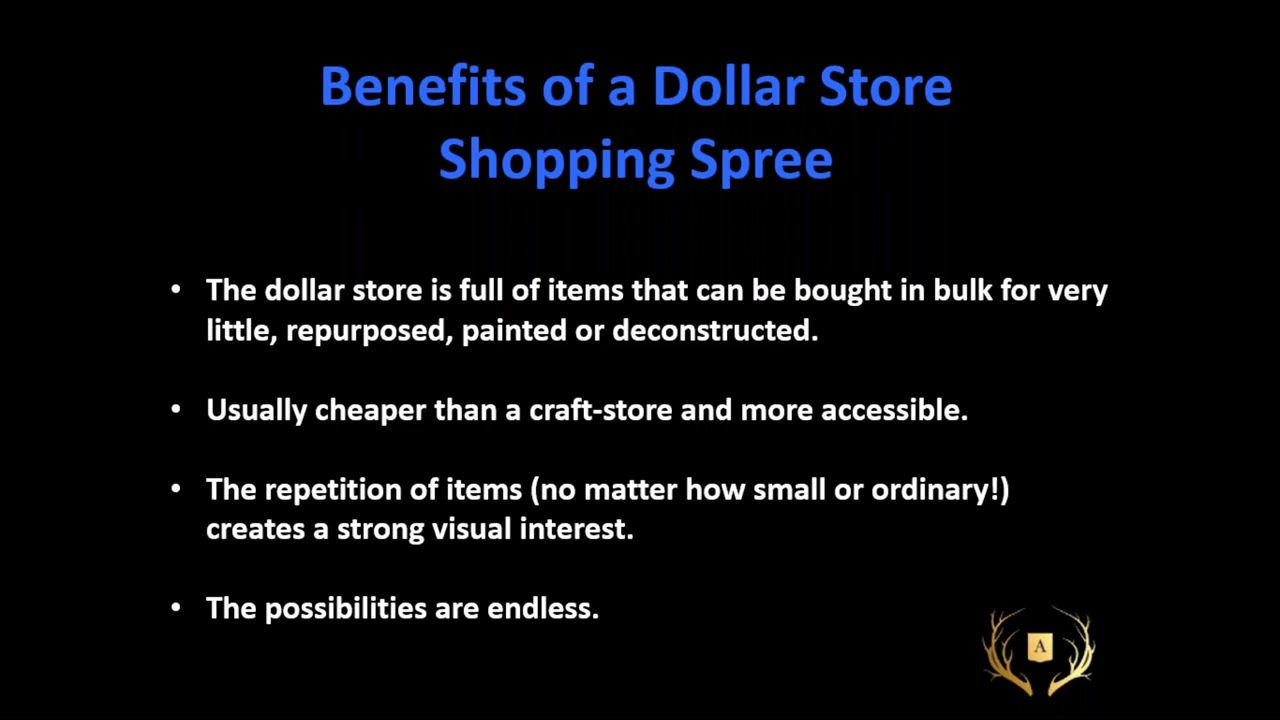 Benefits of a Dollar Store
Shopping Spree
• The dollar store is full of items that can be bought in bulk for very
little, repurposed, painted or deconstructed.
• Usually cheaper than a craft-store and more accessible.
• The repetition of items (no matter how small or ordinary!)
creates a strong visual interest.
• The possibilities are endless.
A